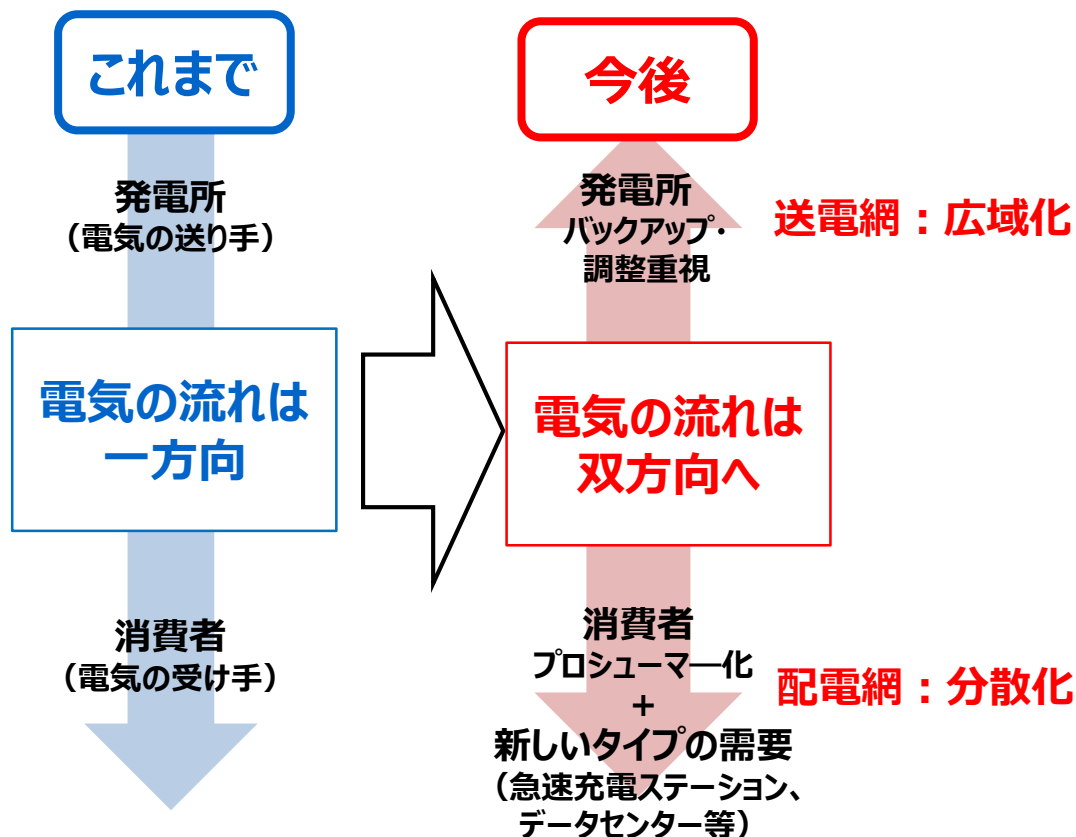 これまで
発電所
（電気の送り手）
電気の流れは
一方向
消費者
（電気の受け手）
今後
発電所
バックアップ・
調整重視
送電網：広域化
電気の流れは
双方向へ
消費者
プロシューマ―化
+
新しいタイプの需要
（急速充電ステーション、
データセンター等）
配電網：分散化